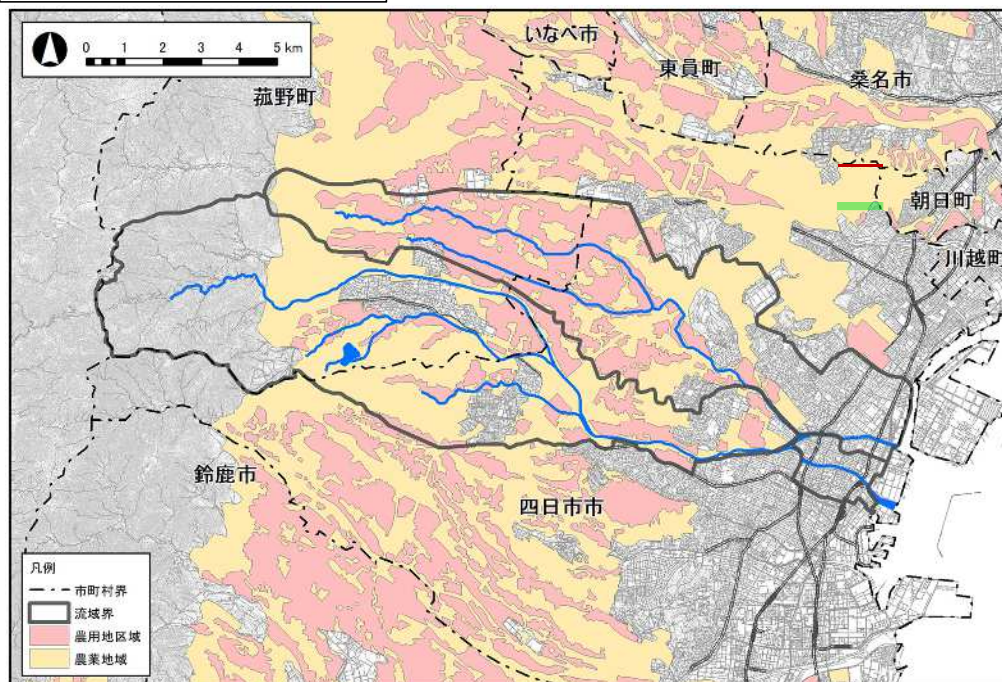 0 1 2 3 4 5 km
いなべ市
東員町
桑名市
菰野町
朝日町
川越町
鈴鹿市
四日市市
凡例
市町村界
流域界
農用地区域
農業地域